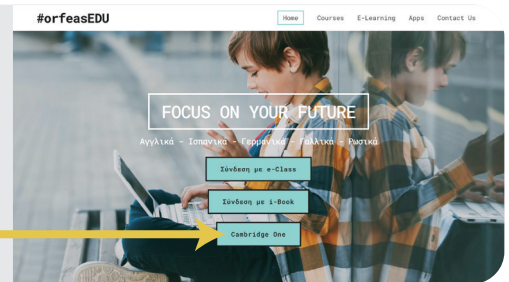 #orfeasEDU
Home Courses E-Learning Apps Contact Us
FOCUS ON YOUR FUTURE
Αγγλικά - Ισπανικά - Γερμανικά - Γαλλικά - Ρωσικά
Σύνδεση με e-Class
Σύνδεση με i-Book
Cambridge One